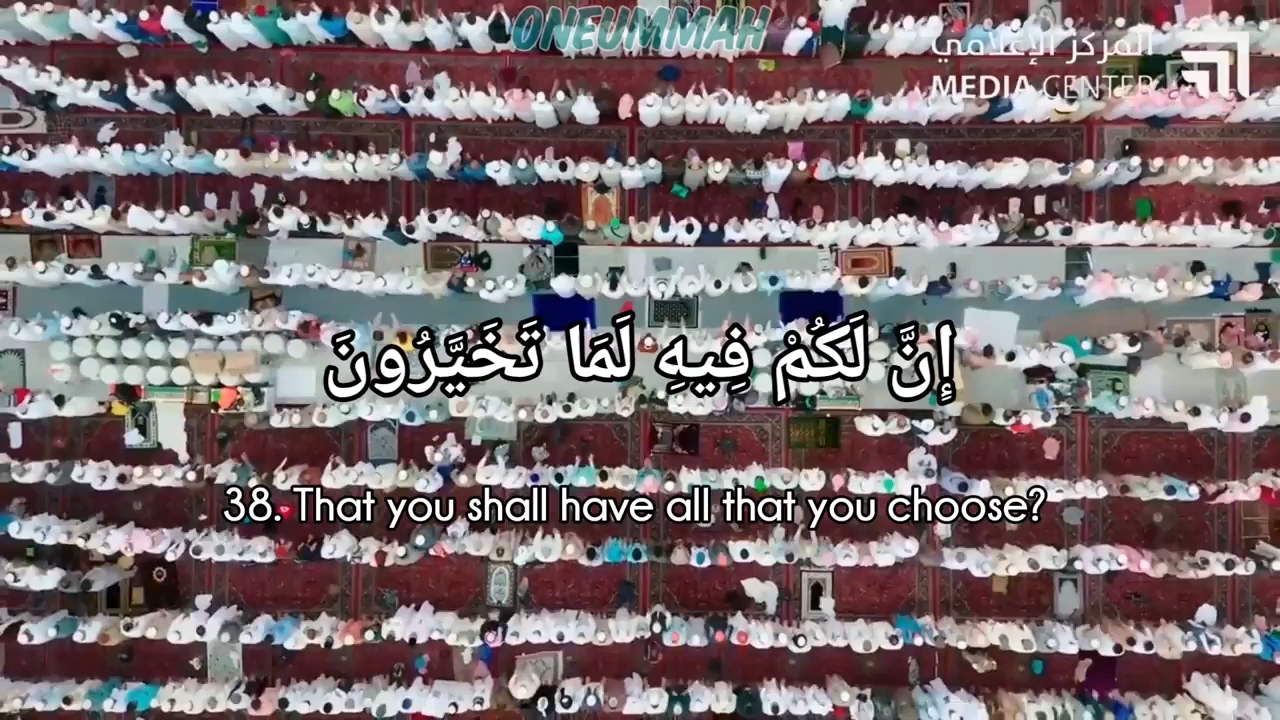 ONEUMMAH
المركز الإعلامي
MEDIA CENTER
إِنَّ لَكُمْ فِيهِ لَمَا تَخَيَّرُونَ
38. That you shall have all that you choose?